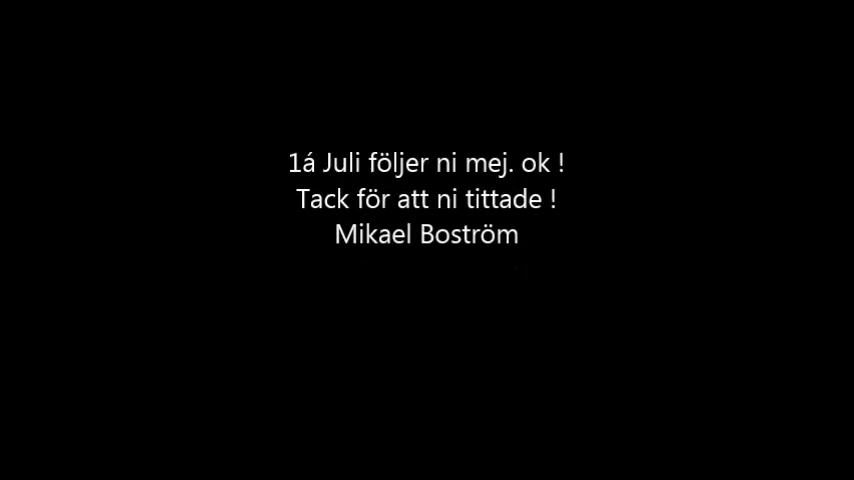 1á Juli följer ni mej. ok !
Tack för att ni tittade !
Mikael Boström